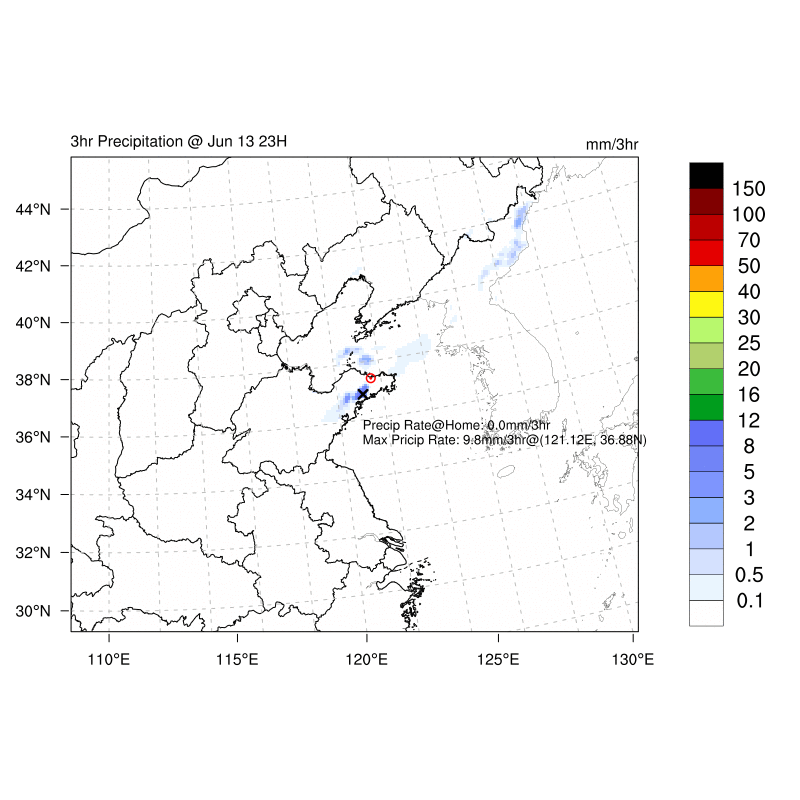 3hr Precipitation @ Jun 13 23H
mm/3hr
44°N
42°N
40°N
38°N
36°N
34°N
32°N
30°N
110°E
115°E
120°E
125°E
130°E
Precip Rate@Home: 0.0mm/3hr
Max Pricip Rate: 9.8mm/3hr@(121.12E, 36.88N)
150
100
70
50
40
30
25
20
16
12
8
5
3
2
1
0.5
0.1